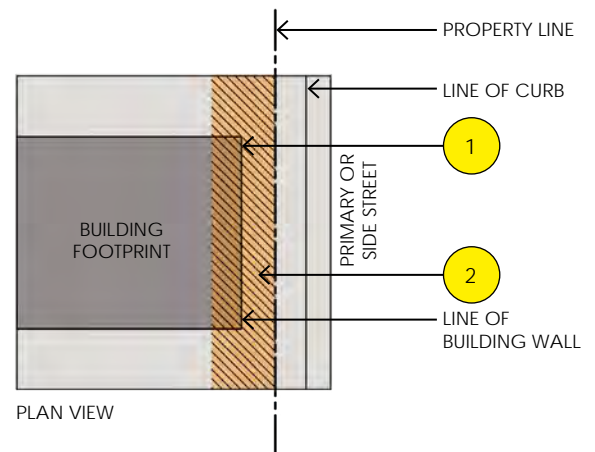 PROPERTY LINE
LINE OF CURB
1
PRIMARY OR
SIDE STREET
BUILDING
FOOTPRINT
2
LINE OF
BUILDING WALL
PLAN VIEW